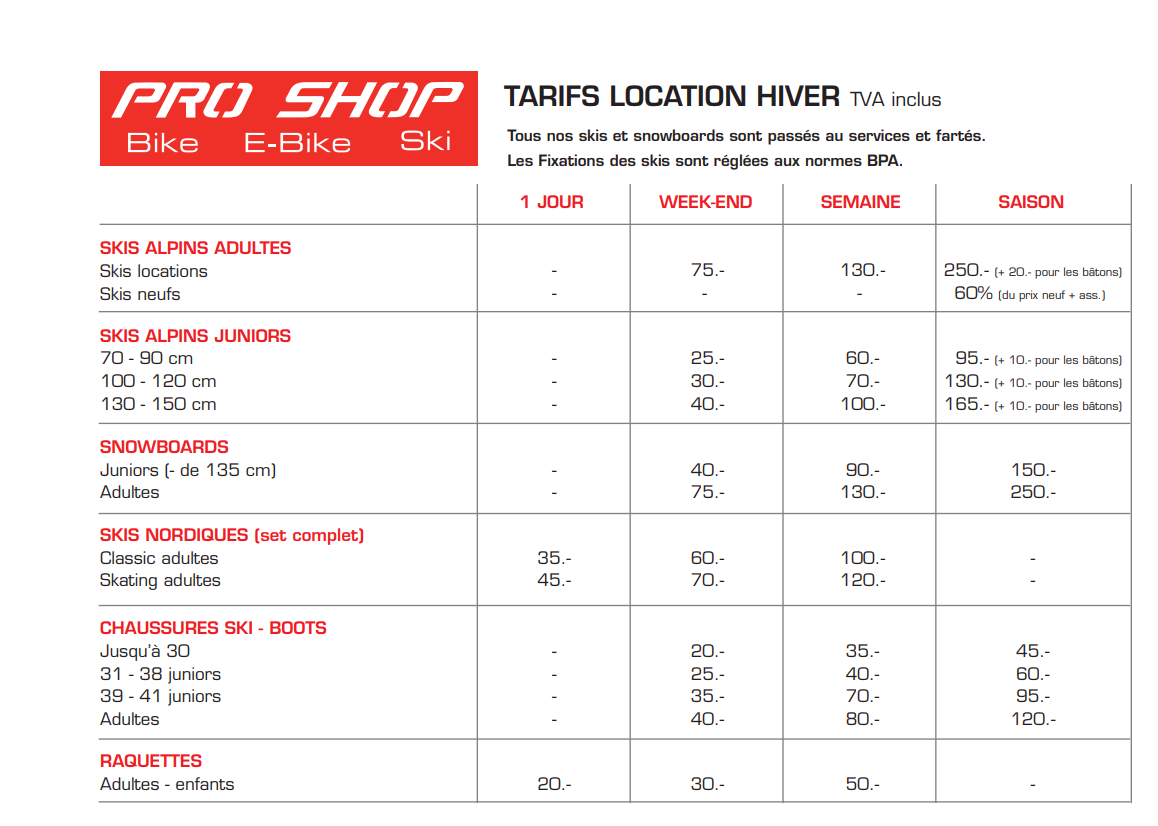 PRO SHOP
Bike E-Bike Ski
TARIFS LOCATION HIVER TVA inclus
Tous nos skis et snowboards sont passés au services et fartés.
Les Fixations des skis sont réglées aux normes BPA.
1 JOUR WEEK-END SEMAINE SAISON
SKIS ALPINS ADULTES
Skis locations - 75.- 130.- 250.- (+ 20.- pour les bâtons)
Skis neufs - - - 60% (du prix neuf + ass.)
SKIS ALPINS JUNIORS
70 - 90 cm - 25.- 60.- 95.- (+ 10.- pour les bâtons)
100 - 120 cm - 30.- 70.- 130.- (+ 10.- pour les bâtons)
130 - 150 cm - 40.- 100.- 165.- (+ 10.- pour les bâtons)
SNOWBOARDS
Juniors (- de 135 cm) - 40.- 90.- 150.-
Adultes - 75.- 130.- 250.-
SKIS NORDIQUES (set complet)
Classic adultes 35.- 60.- 100.- -
Skating adultes 45.- 70.- 120.- -
CHAUSSURES SKI - BOOTS
Jusqu'à 30 - 20.- 35.- 45.-
31 - 38 juniors - 25.- 40.- 60.-
39 - 41 juniors - 35.- 70.- 95.-
Adultes - 40.- 80.- 120.-
RAQUETTES
Adultes - enfants 20.- 30.- 50.- -